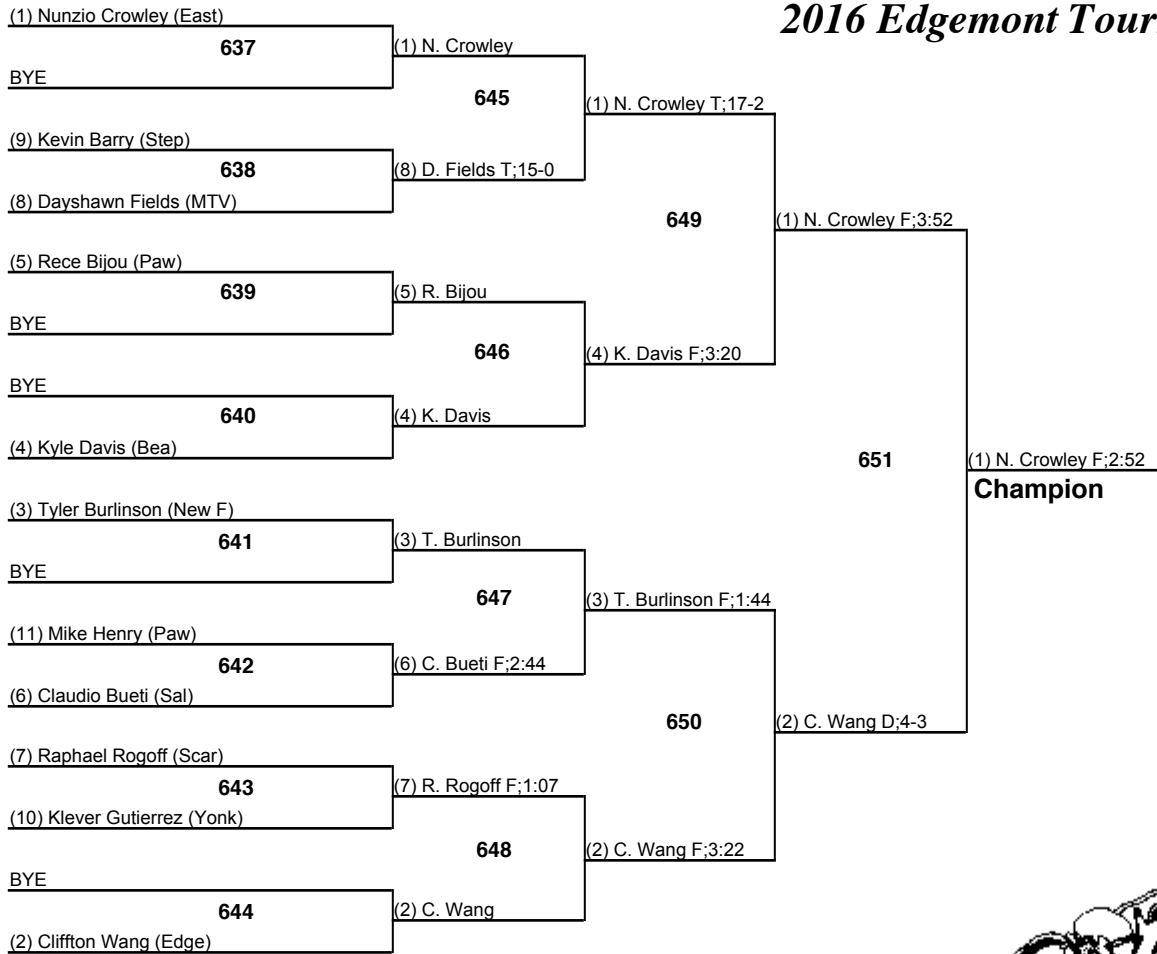 2016 Edgemont Tour
(1) Nunzio Crowley (East)
637
BYE
(1) N. Crowley
645
(9) Kevin Barry (Step)
638
(8) Dayshawn Fields (MTV)
(8) D. Fields T;15-0
(1) N. Crowley T;17-2
649
(5) Rece Bijou (Paw)
639
BYE
(5) R. Bijou
646
BYE
640
(4) Kyle Davis (Bea)
(4) K. Davis
(4) K. Davis F;3:20
(1) N. Crowley F;3:52
651
(3) Tyler Burlinson (New F)
641
BYE
(3) T. Burlinson
647
(11) Mike Henry (Paw)
642
(6) Claudio Bueti (Sal)
(6) C. Bueti F;2:44
(3) T. Burlinson F;1:44
650
(7) Raphael Rogoff (Scar)
643
(10) Klever Gutierrez (Yonk)
(7) R. Rogoff F;1:07
648
BYE
644
(2) Cliffton Wang (Edge)
(2) C. Wang
(2) C. Wang F;3:22
(2) C. Wang D;4-3
(1) N. Crowley F;2:52
Champion